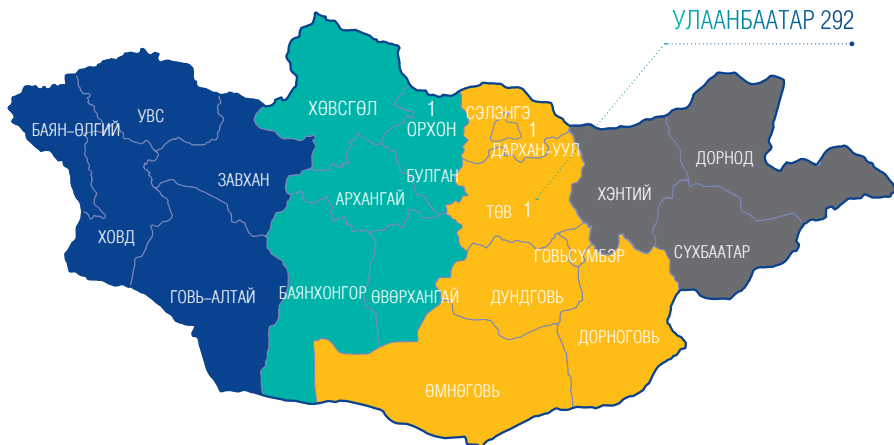 УЛААНБААТАР 292
ХӨВСГӨЛ
1
ОРХОН
СЭЛЭНГЭ
1
ДАРХАН-УУЛ
УВС
БАЯН-ӨЛГИЙ
ЗАВХАН
АРХАНГАЙ
БУЛГАН
ДОРНОД
ХЭНТИЙ
ТӨВ 1
ХОВД
ГОВЬСҮМБЭР
СҮХБААТАР
ГОВЬ-АЛТАЙ
БАЯНХОНГОР
ӨВӨРХАНГАЙ
ДУНДГОВЬ
ДОРНОГОВЬ
ӨМНӨГОВЬ